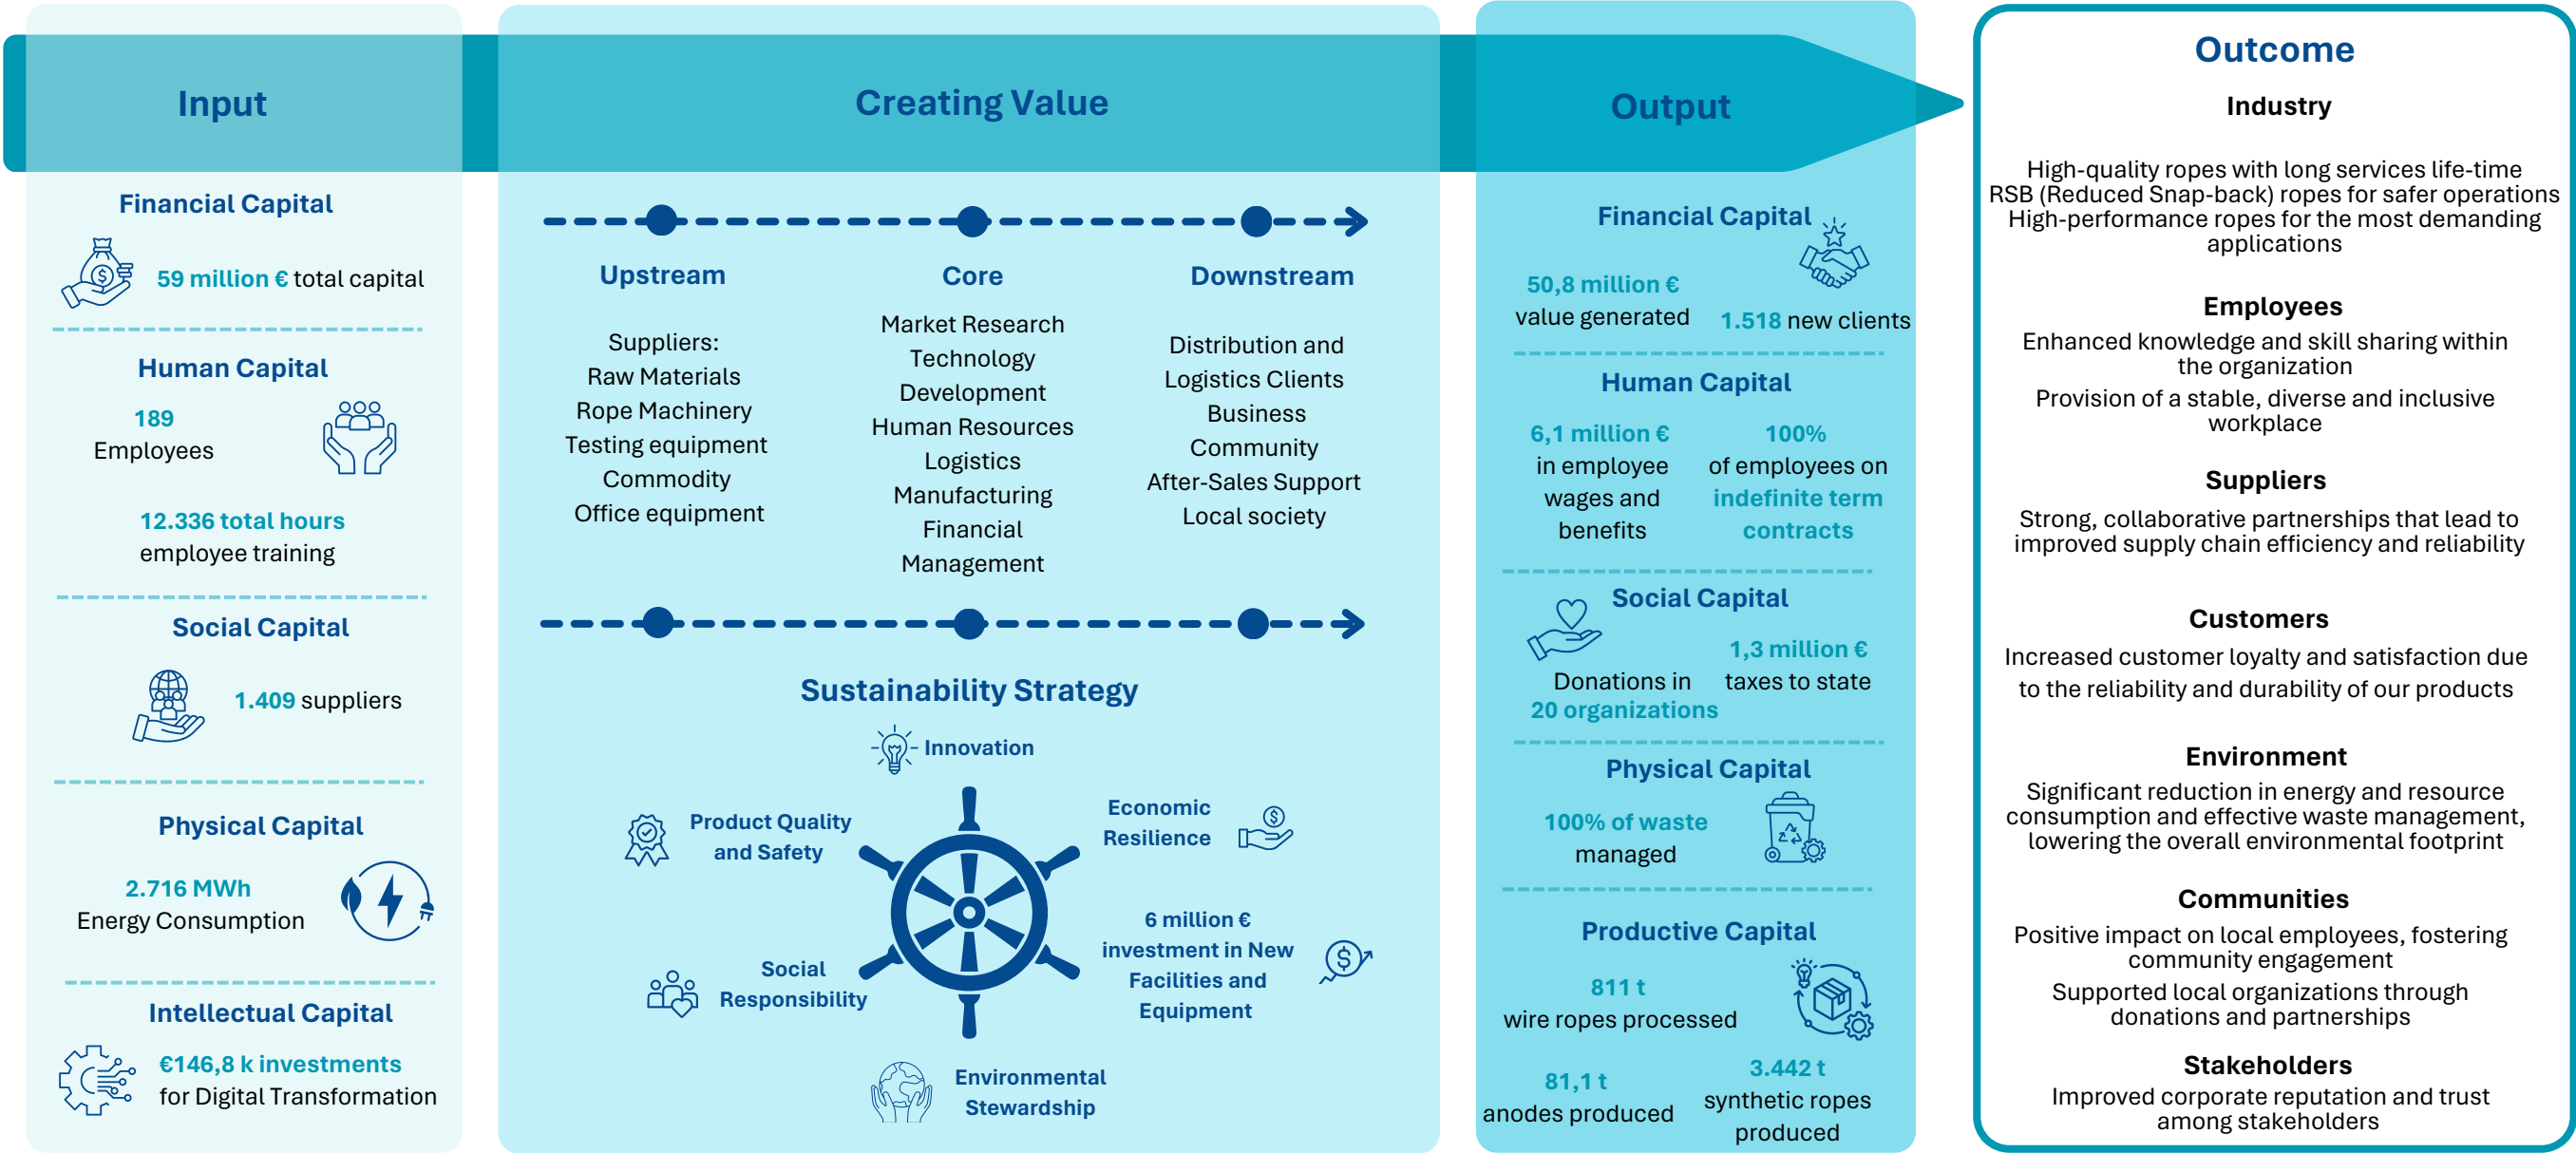 Input
Financial Capital
59 million € total capital
Human Capital
189
Employees
12.336 total hours
employee training
Social Capital
1.409 suppliers
Physical Capital
2.716 MWh
Energy Consumption
Intellectual Capital
€146,8 k investments
for Digital Transformation
Creating Value
Upstream
Suppliers:
Raw Materials
Rope Machinery
Testing equipment
Commodity
Office equipment
Core
Market Research
Technology
Development
Human Resources
Logistics
Manufacturing
Financial
Management
Downstream
Distribution and
Logistics Clients
Business
Community
After-Sales Support
Local society
Sustainability Strategy
Innovation
Product Quality
and Safety
Economic
Resilience
Social
Responsibility
6 million €
investment in New
Facilities and
Equipment
Environmental
Stewardship
Output
Financial Capital
50,8 million €
value generated
1.518 new clients
Human Capital
6,1 million €
in employee
wages and
benefits
100%
of employees on
indefinite term
contracts
Social Capital
Donations in
20 organizations
1,3 million €
taxes to state
Physical Capital
100% of waste
managed
Productive Capital
811 t
wire ropes processed
81,1 t
anodes produced
3.442 t
synthetic ropes
produced
Outcome
Industry
High-quality ropes with long services life-time
RSB (Reduced Snap-back) ropes for safer operations
High-performance ropes for the most demanding
applications
Employees
Enhanced knowledge and skill sharing within
the organization
Provision of a stable, diverse and inclusive
workplace
Suppliers
Strong, collaborative partnerships that lead to
improved supply chain efficiency and reliability
Customers
Increased customer loyalty and satisfaction due
to the reliability and durability of our products
Environment
Significant reduction in energy and resource
consumption and effective waste management,
lowering the overall environmental footprint
Communities
Positive impact on local employees, fostering
community engagement
Supported local organizations through
donations and partnerships
Stakeholders
Improved corporate reputation and trust
among stakeholders